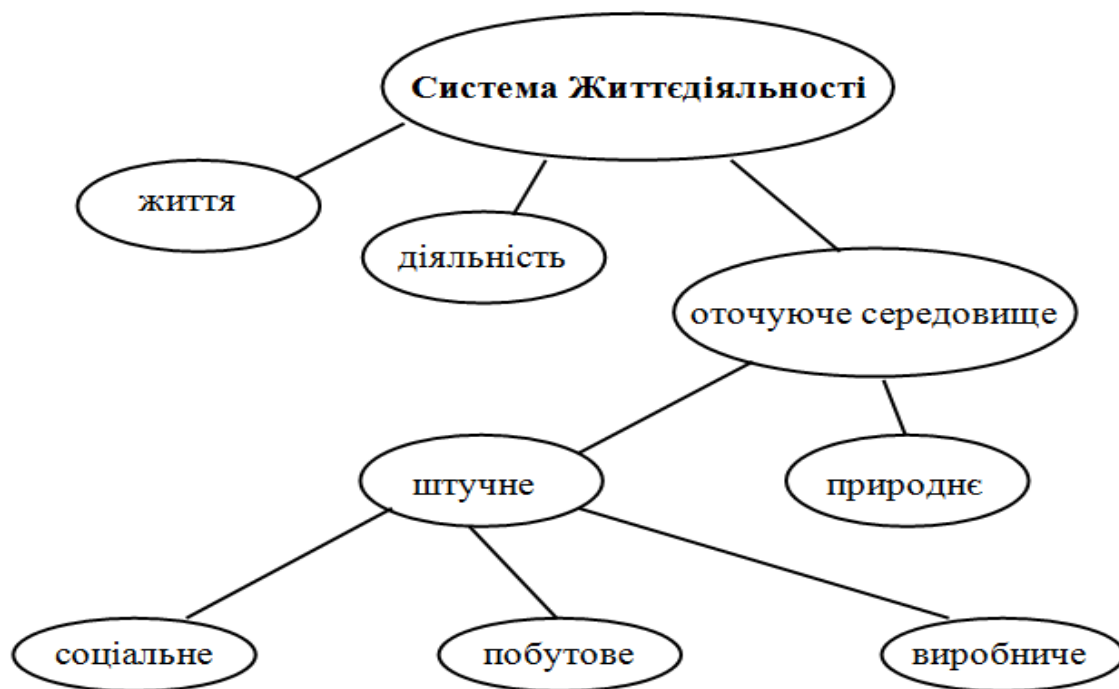 Система Життєдіяльності
життя
діяльність
оточуюче середовище
штучне
природнє
соціальне
побутове
виробниче